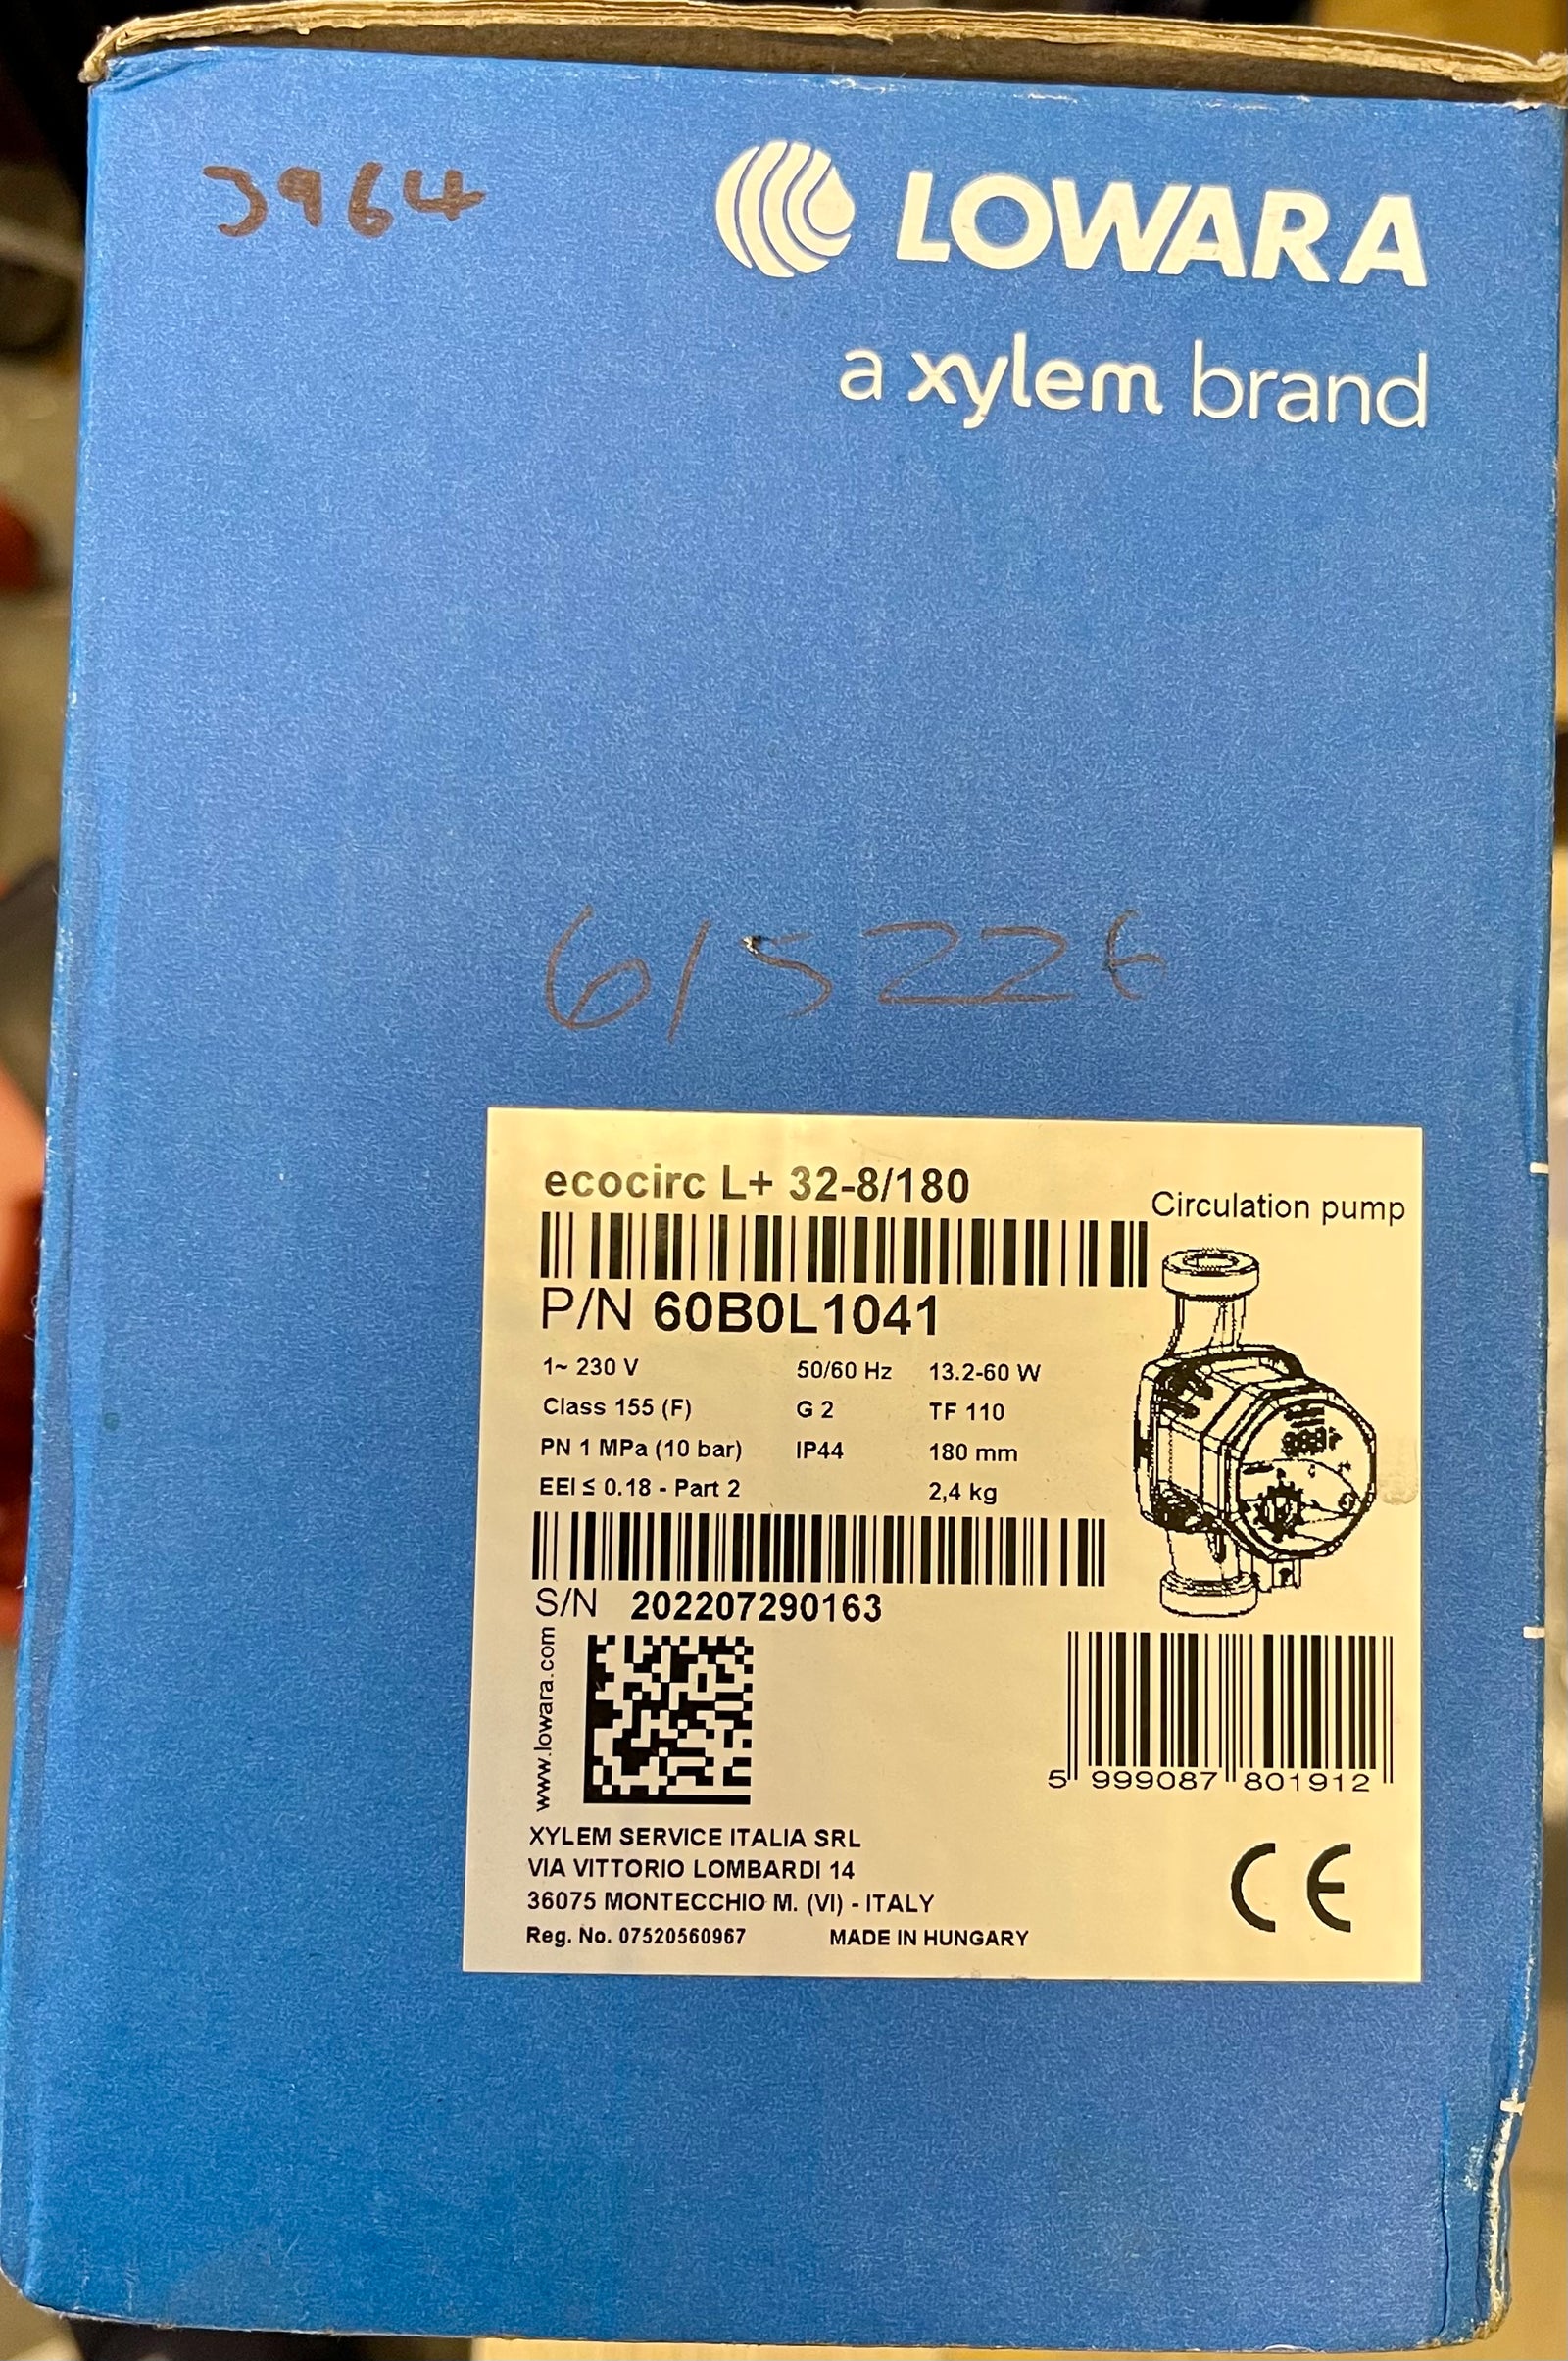 3964
LOWARA
a xylem brand
615226
ecocirc L+ 32-8/180
Circulation pump
P/N 60B0L1041
1~ 230 V 50/60 Hz 13.2-60 W
Class 155 (F) G 2 TF 110
PN 1 MPa (10 bar) IP44 180 mm
EEI ≤ 0.18 - Part 2 2,4 kg
S/N 202207290163
www.lowara.com
5 999087 801912
XYLEM SERVICE ITALIA SRL
VIA VITTORIO LOMBARDI 14
36075 MONTECCHIO M. (VI) - ITALY
Reg. No. 07520560967 MADE IN HUNGARY
CE